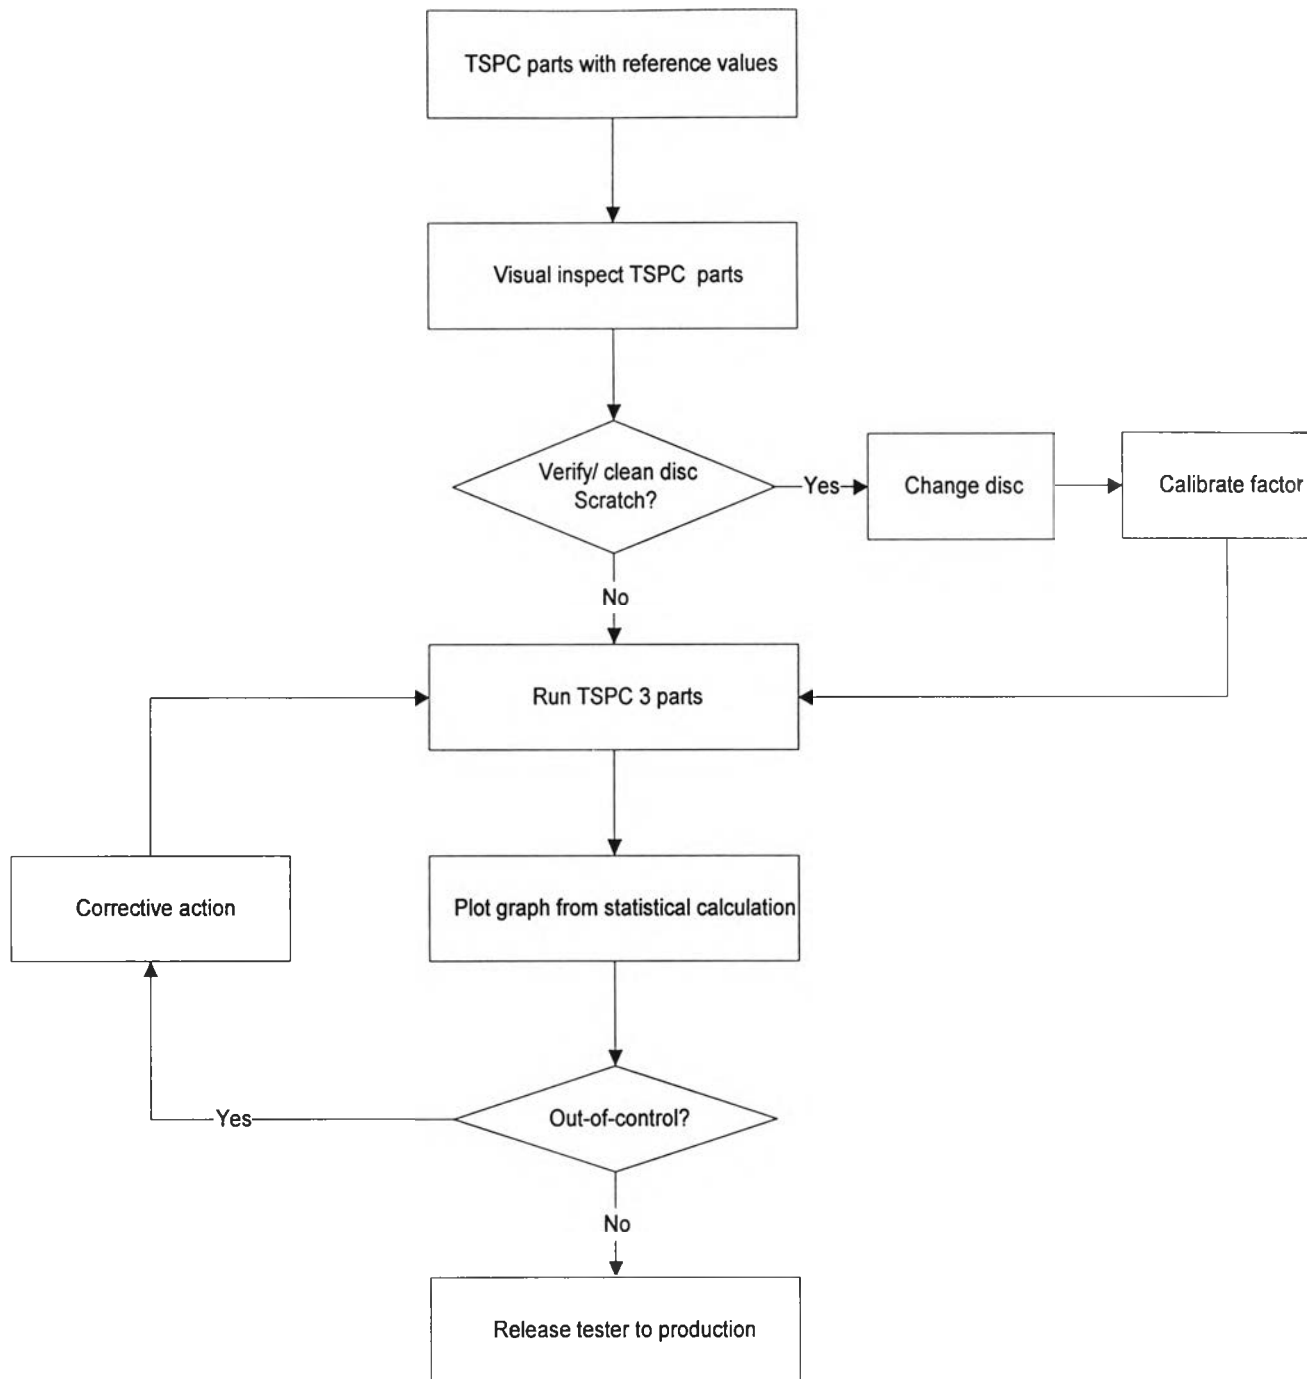 TSPC parts with reference values
Visual inspect TSPC parts
Verify/ clean disc
Scratch?
Yes
Change disc
Calibrate factor
No
Run TSPC 3 parts
Corrective action
Plot graph from statistical calculation
Yes
Out-of-control?
No
Release tester to production